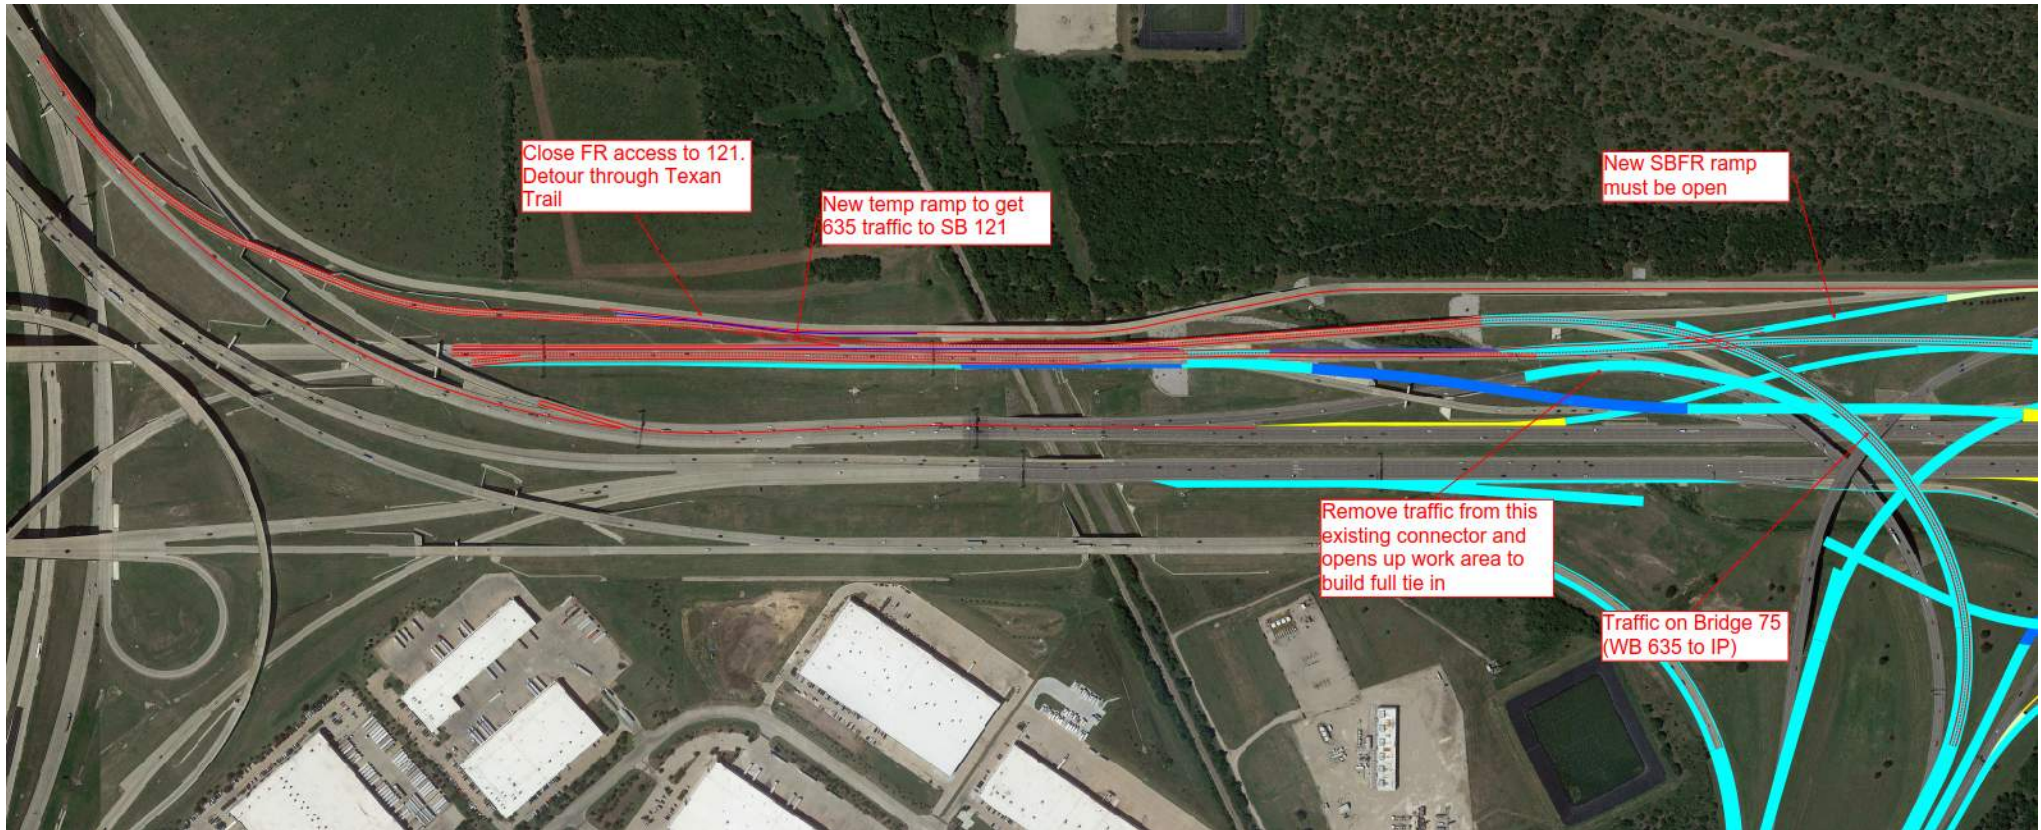 Close FR access to 121.
Detour through Texan
Trail
New temp ramp to get
635 traffic to SB 121
New SBFR ramp
must be open
Remove traffic from this
existing connector and
opens up work area to
build full tie in
Traffic on Bridge 75
(WB 635 to IP)